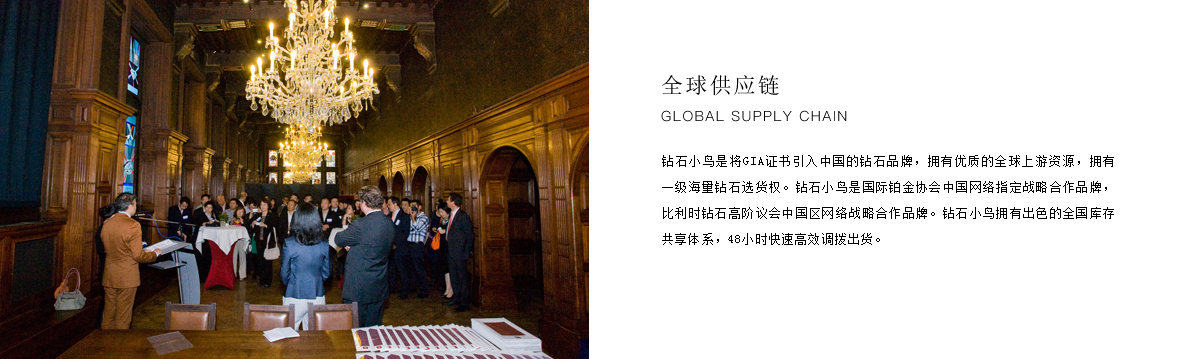 全球供应链
GLOBAL SUPPLY CHAIN
钻石小鸟是将GIA证书引入中国的钻石品牌，拥有优质的全球上游资源，拥有
一级海量钻石选货权。钻石小鸟是国际铂金协会中国网络指定战略合作品牌，
比利时钻石高阶议会中国区网络战略合作品牌。钻石小鸟拥有出色的全国库存
共享体系，48小时快速高效调拨出货。